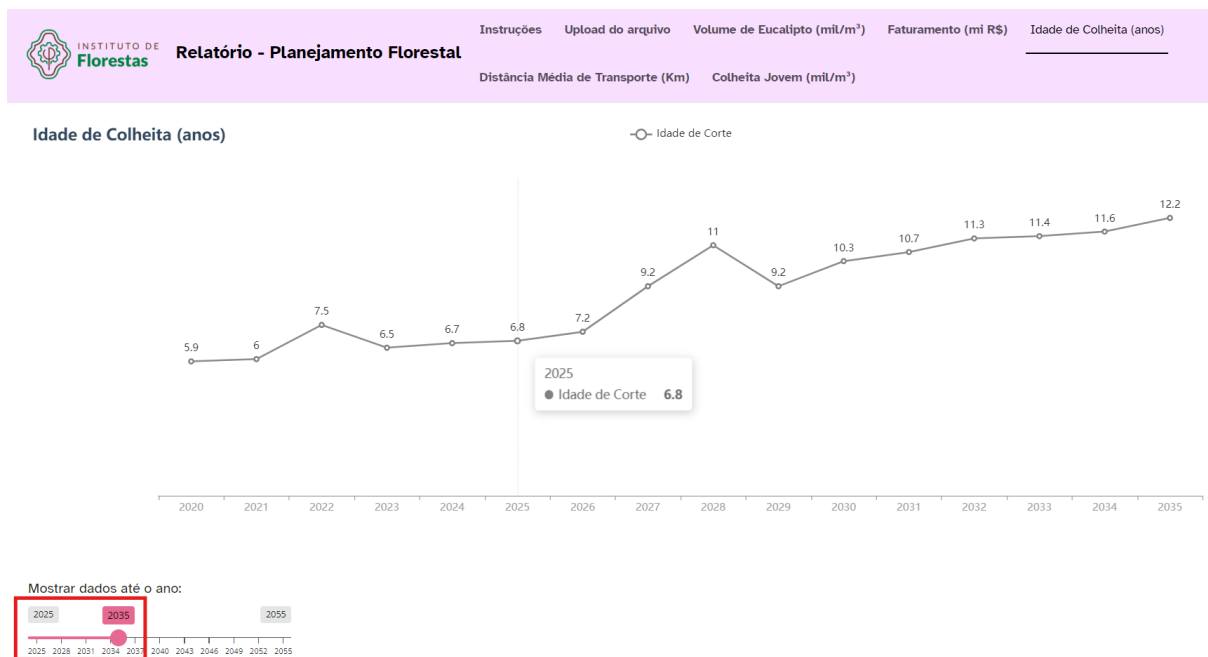 INSTITUTO DE
Florestas
Relatório - Planejamento Florestal
Instruções Upload do arquivo Volume de Eucalipto (mil/m³) Faturamento (mi R$) Idade de Colheita (anos)
Distância Média de Transporte (Km) Colheita Jovem (mil/m³)
Idade de Colheita (anos)
Idade de Corte
5.9 6 7.5 6.5 6.7 6.8 7.2 9.2 11 9.2 10.3 10.7 11.3 11.4 11.6 12.2
2025
Idade de Corte 6.8
2020 2021 2022 2023 2024 2025 2026 2027 2028 2029 2030 2031 2032 2033 2034 2035
Mostrar dados até o ano:
2025 2035 2055
2025 2028 2031 2034 2037 2040 2043 2046 2049 2052 2055